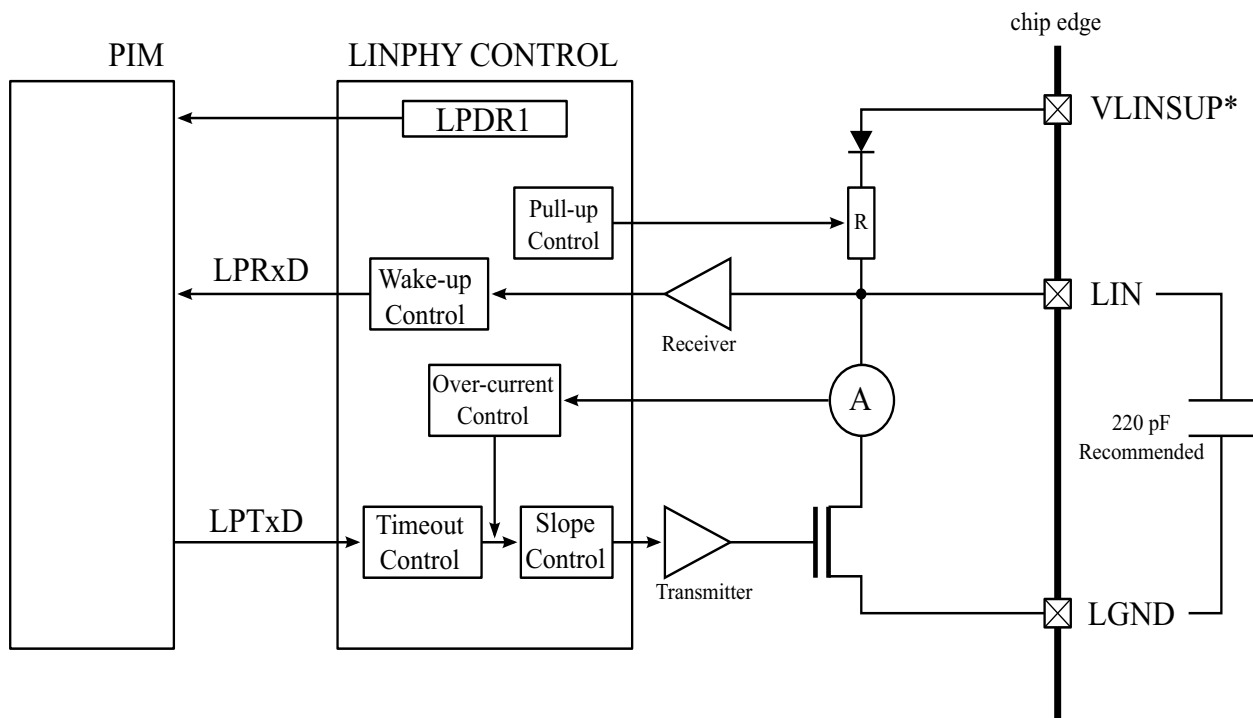 chip edge
PIM
LINPHY CONTROL
LPDR1
VLINSUP*
Pull-up
Control
R
LPRxD
Wake-up
Control
Receiver
LIN
Over-current
Control
A
220 pF
Recommended
LPTxD
Timeout
Control
Slope
Control
Transmitter
LGND